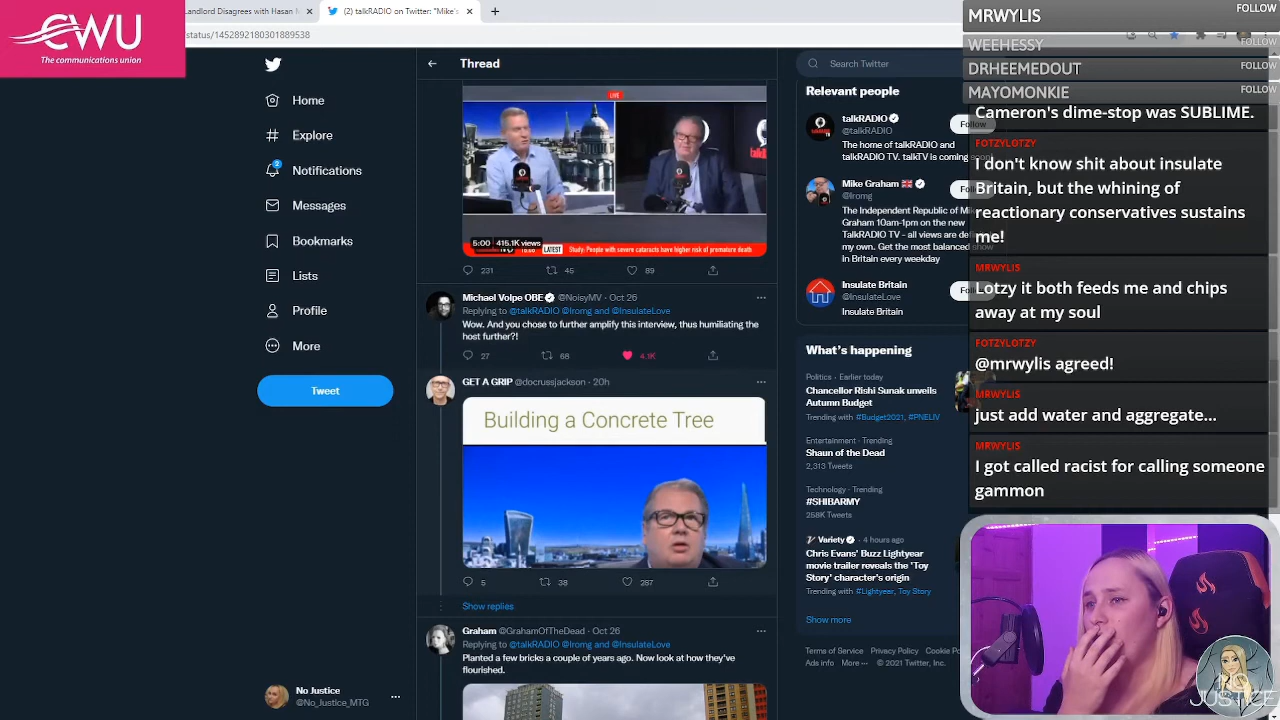 CWU
The communications union
Landlord Disagrees with Hasan
(2) talkRADIO on Twitter: "Mike's
status/1452892180301889538
Home
Explore
2
Notifications
Messages
Bookmarks
Lists
Profile
More
Tweet
No Justice
@No_Justice_MTG
Thread
LIVE
5:00 415.1K views
LATEST Study: People with severe cataracts have higher risk of premature death
231 45 89
Michael Volpe OBE @NoisyMV · Oct 26
Replying to @talkRADIO @Iromg and @InsulateLove
Wow. And you chose to further amplify this interview, thus humiliating the
host further?!
27 68 4.1K
GET A GRIP @docrussjackson · 20h
Building a Concrete Tree
5 38 287
Show replies
Graham @GrahamOfTheDead · Oct 26
Replying to @talkRADIO @Iromg and @InsulateLove
Planted a few bricks a couple of years ago. Now look at how they've
flourished.
Search Twitter
Relevant people
talkRADIO
@talkRADIO
Follow
The home of talkRADIO and
talkRADIO TV. talkTV is coming
Mike Graham
@Iromg
Follow
The Independent Republic of
Graham 10am-1pm on the new
TalkRADIO TV - all views are
my own. Get the most balanced show
in Britain every weekday
Insulate Britain
@InsulateLove
Follow
Insulate Britain
What's happening
Politics · Earlier today
Chancellor Rishi Sunak unveils
Autumn Budget
Trending with #Budget2021, #PNELIV
Entertainment · Trending
Shaun of the Dead
2,313 Tweets
Technology · Trending
#SHIBARMY
258K Tweets
Variety · 4 hours ago
Chris Evans' Buzz Lightyear
movie trailer reveals the 'Toy
Story' character's origin
Trending with #Lightyear, Toy Story
Show more
Terms of Service Privacy Policy Cookie
Ads info More ··· © 2021 Twitter, Inc.
MRWYLIS FOLLOW
WEEHESSY FOLLOW
DRHEEMEDOUT FOLLOW
MAYOMONKIE FOLLOW
Cameron's dime-stop was SUBLIME.
FOTZYLOTZY
I don't know shit about insulate
Britain, but the whining of
reactionary conservatives sustains
me!
MRWYLIS
Lotzy it both feeds me and chips
away at my soul
FOTZYLOTZY
@mrwylis agreed!
MRWYLIS
just add water and aggregate...
MRWYLIS
I got called racist for calling someone
gammon
JUSTICE